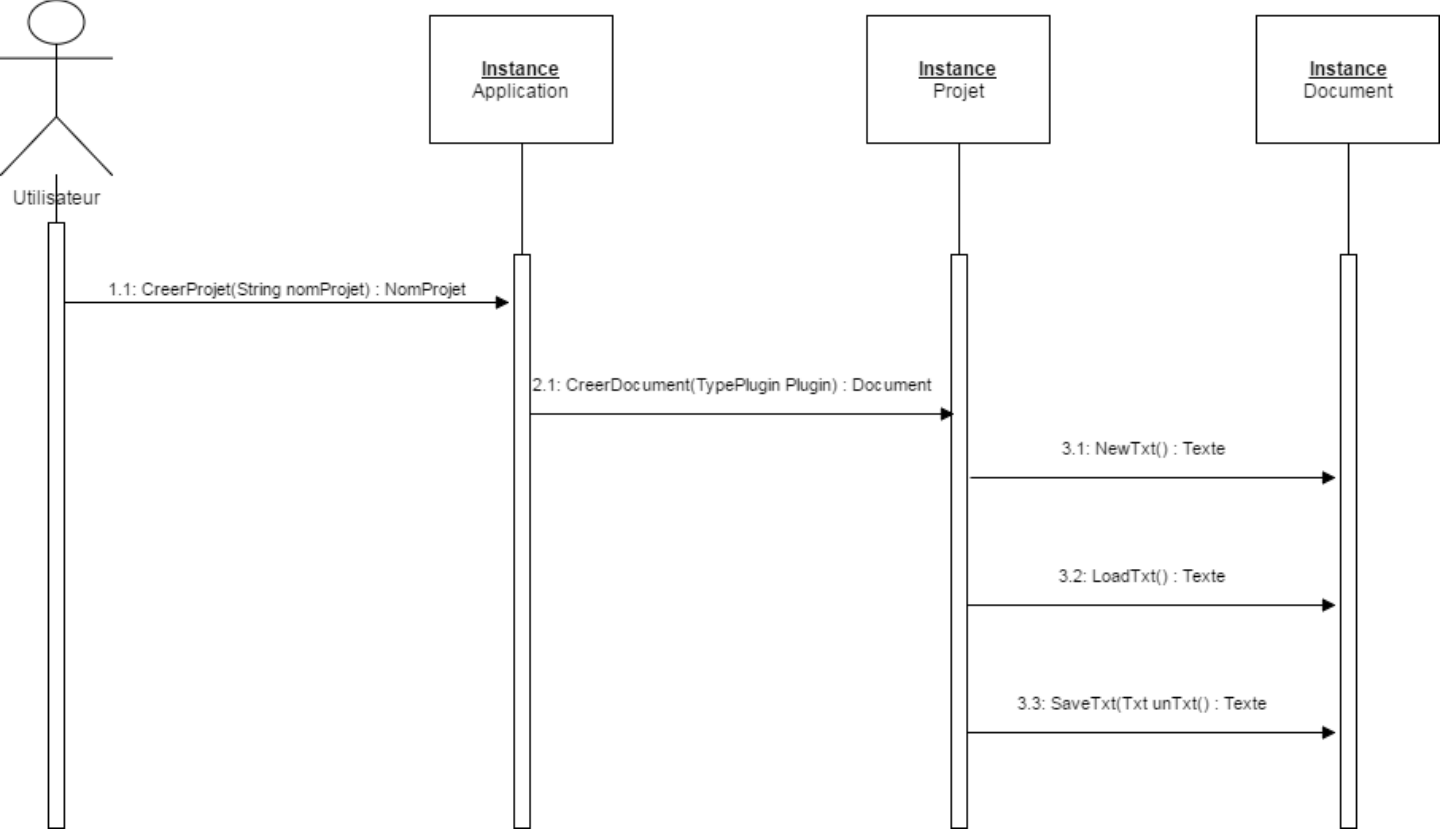 Instance
Application
Instance
Projet
Instance
Document
Utilisateur
1.1: CreerProjet(String nomProjet) : NomProjet
2.1: CreerDocument(TypePlugin Plugin) : Document
3.1: NewTxt() : Texte
3.2: LoadTxt() : Texte
3.3: SaveTxt(Txt unTxt() : Texte